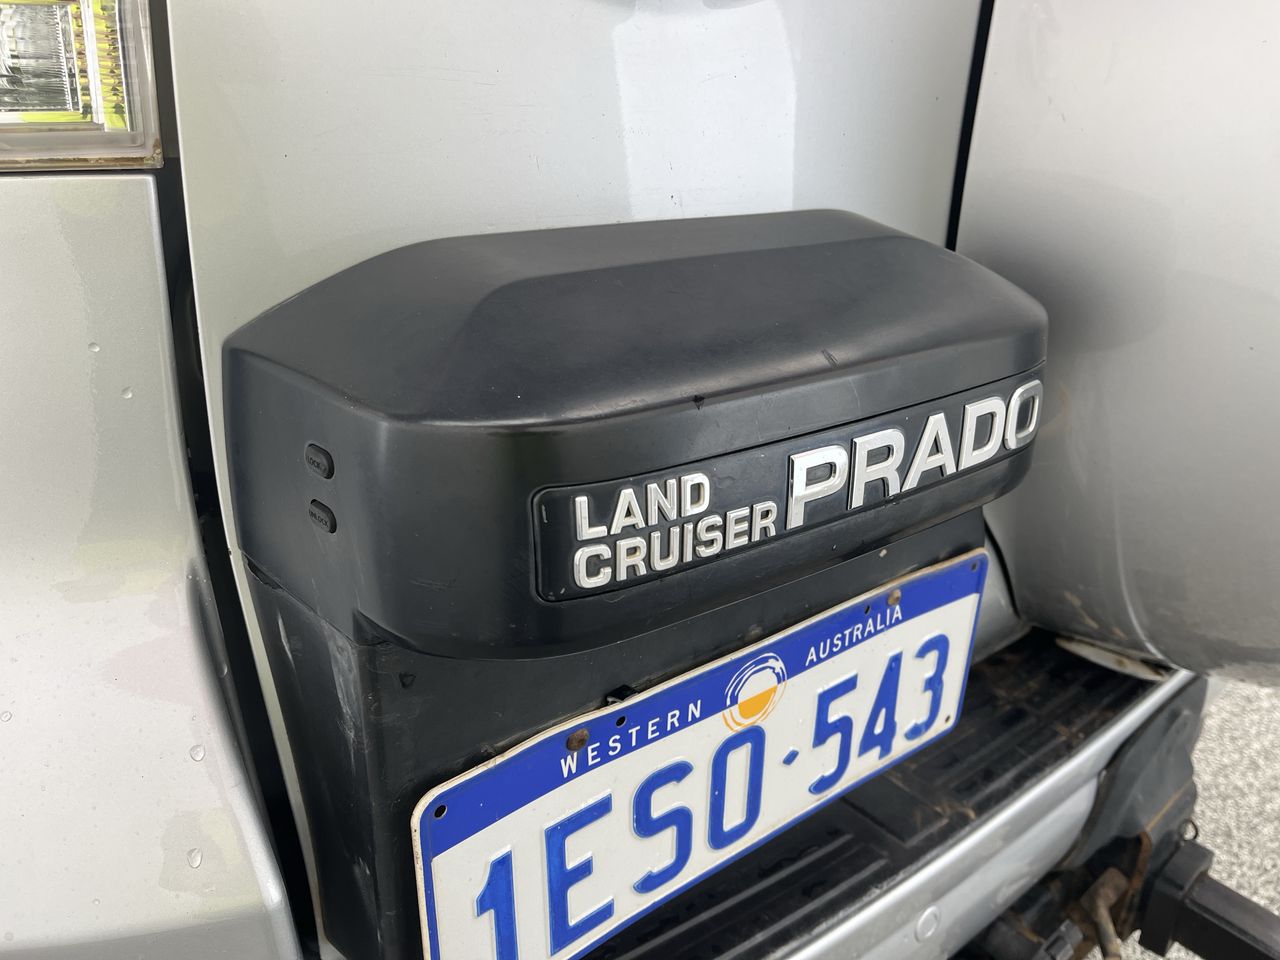 LOCK
UNLOCK
LAND
CRUISER PRADO
WESTERN AUSTRALIA
1ESO·543